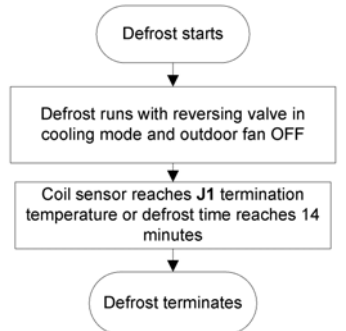 Defrost starts
Defrost runs with reversing valve in
cooling mode and outdoor fan OFF
Coil sensor reaches J1 termination
temperature or defrost time reaches 14
minutes
Defrost terminates